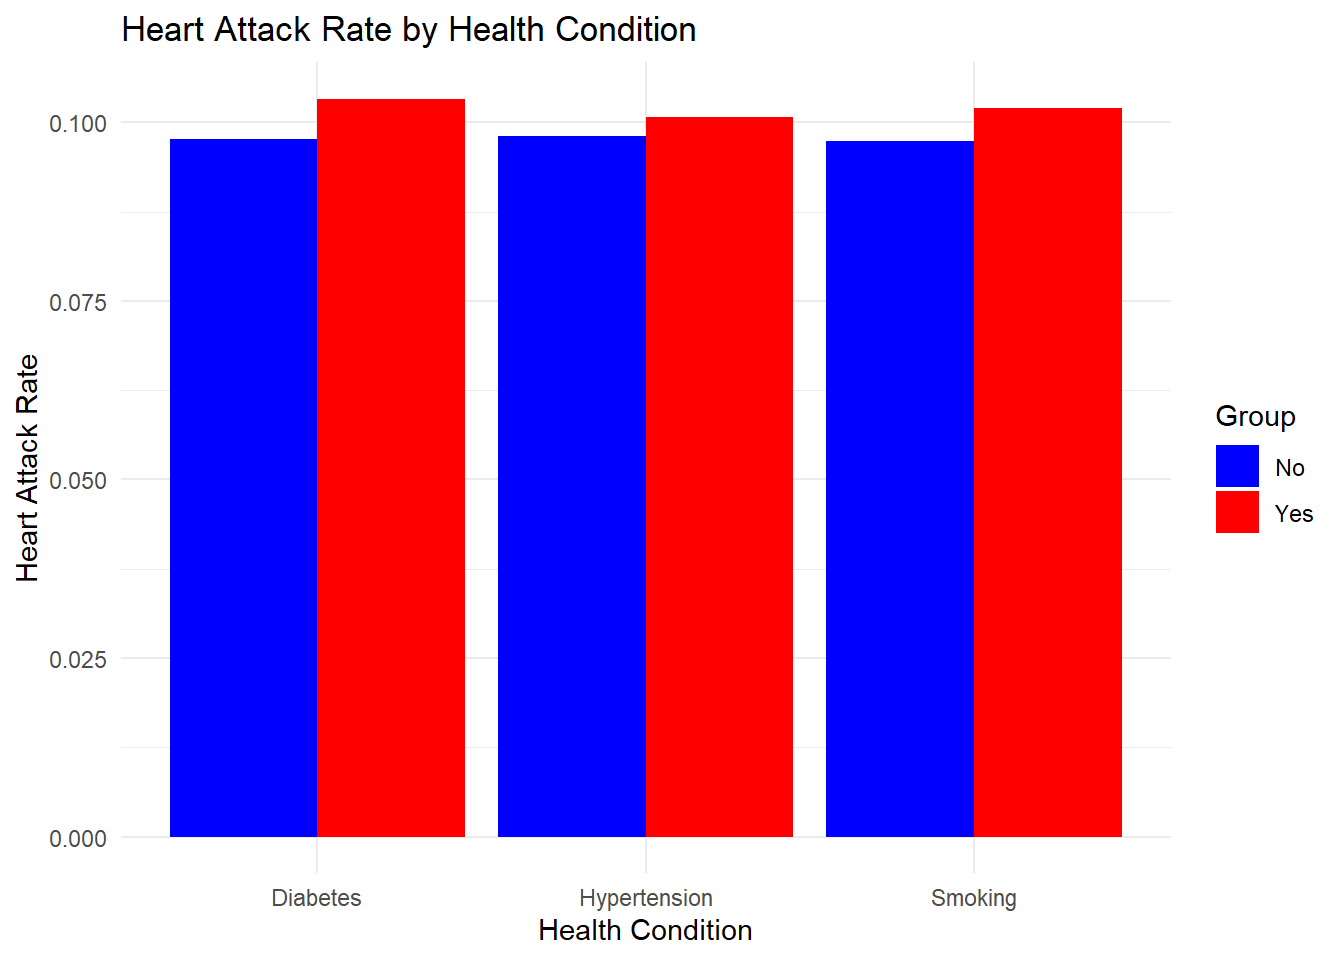 Heart Attack Rate by Health Condition
0.100
0.075
0.050
0.025
0.000
Heart Attack Rate
Diabetes Hypertension Smoking
Health Condition
Group
No
Yes